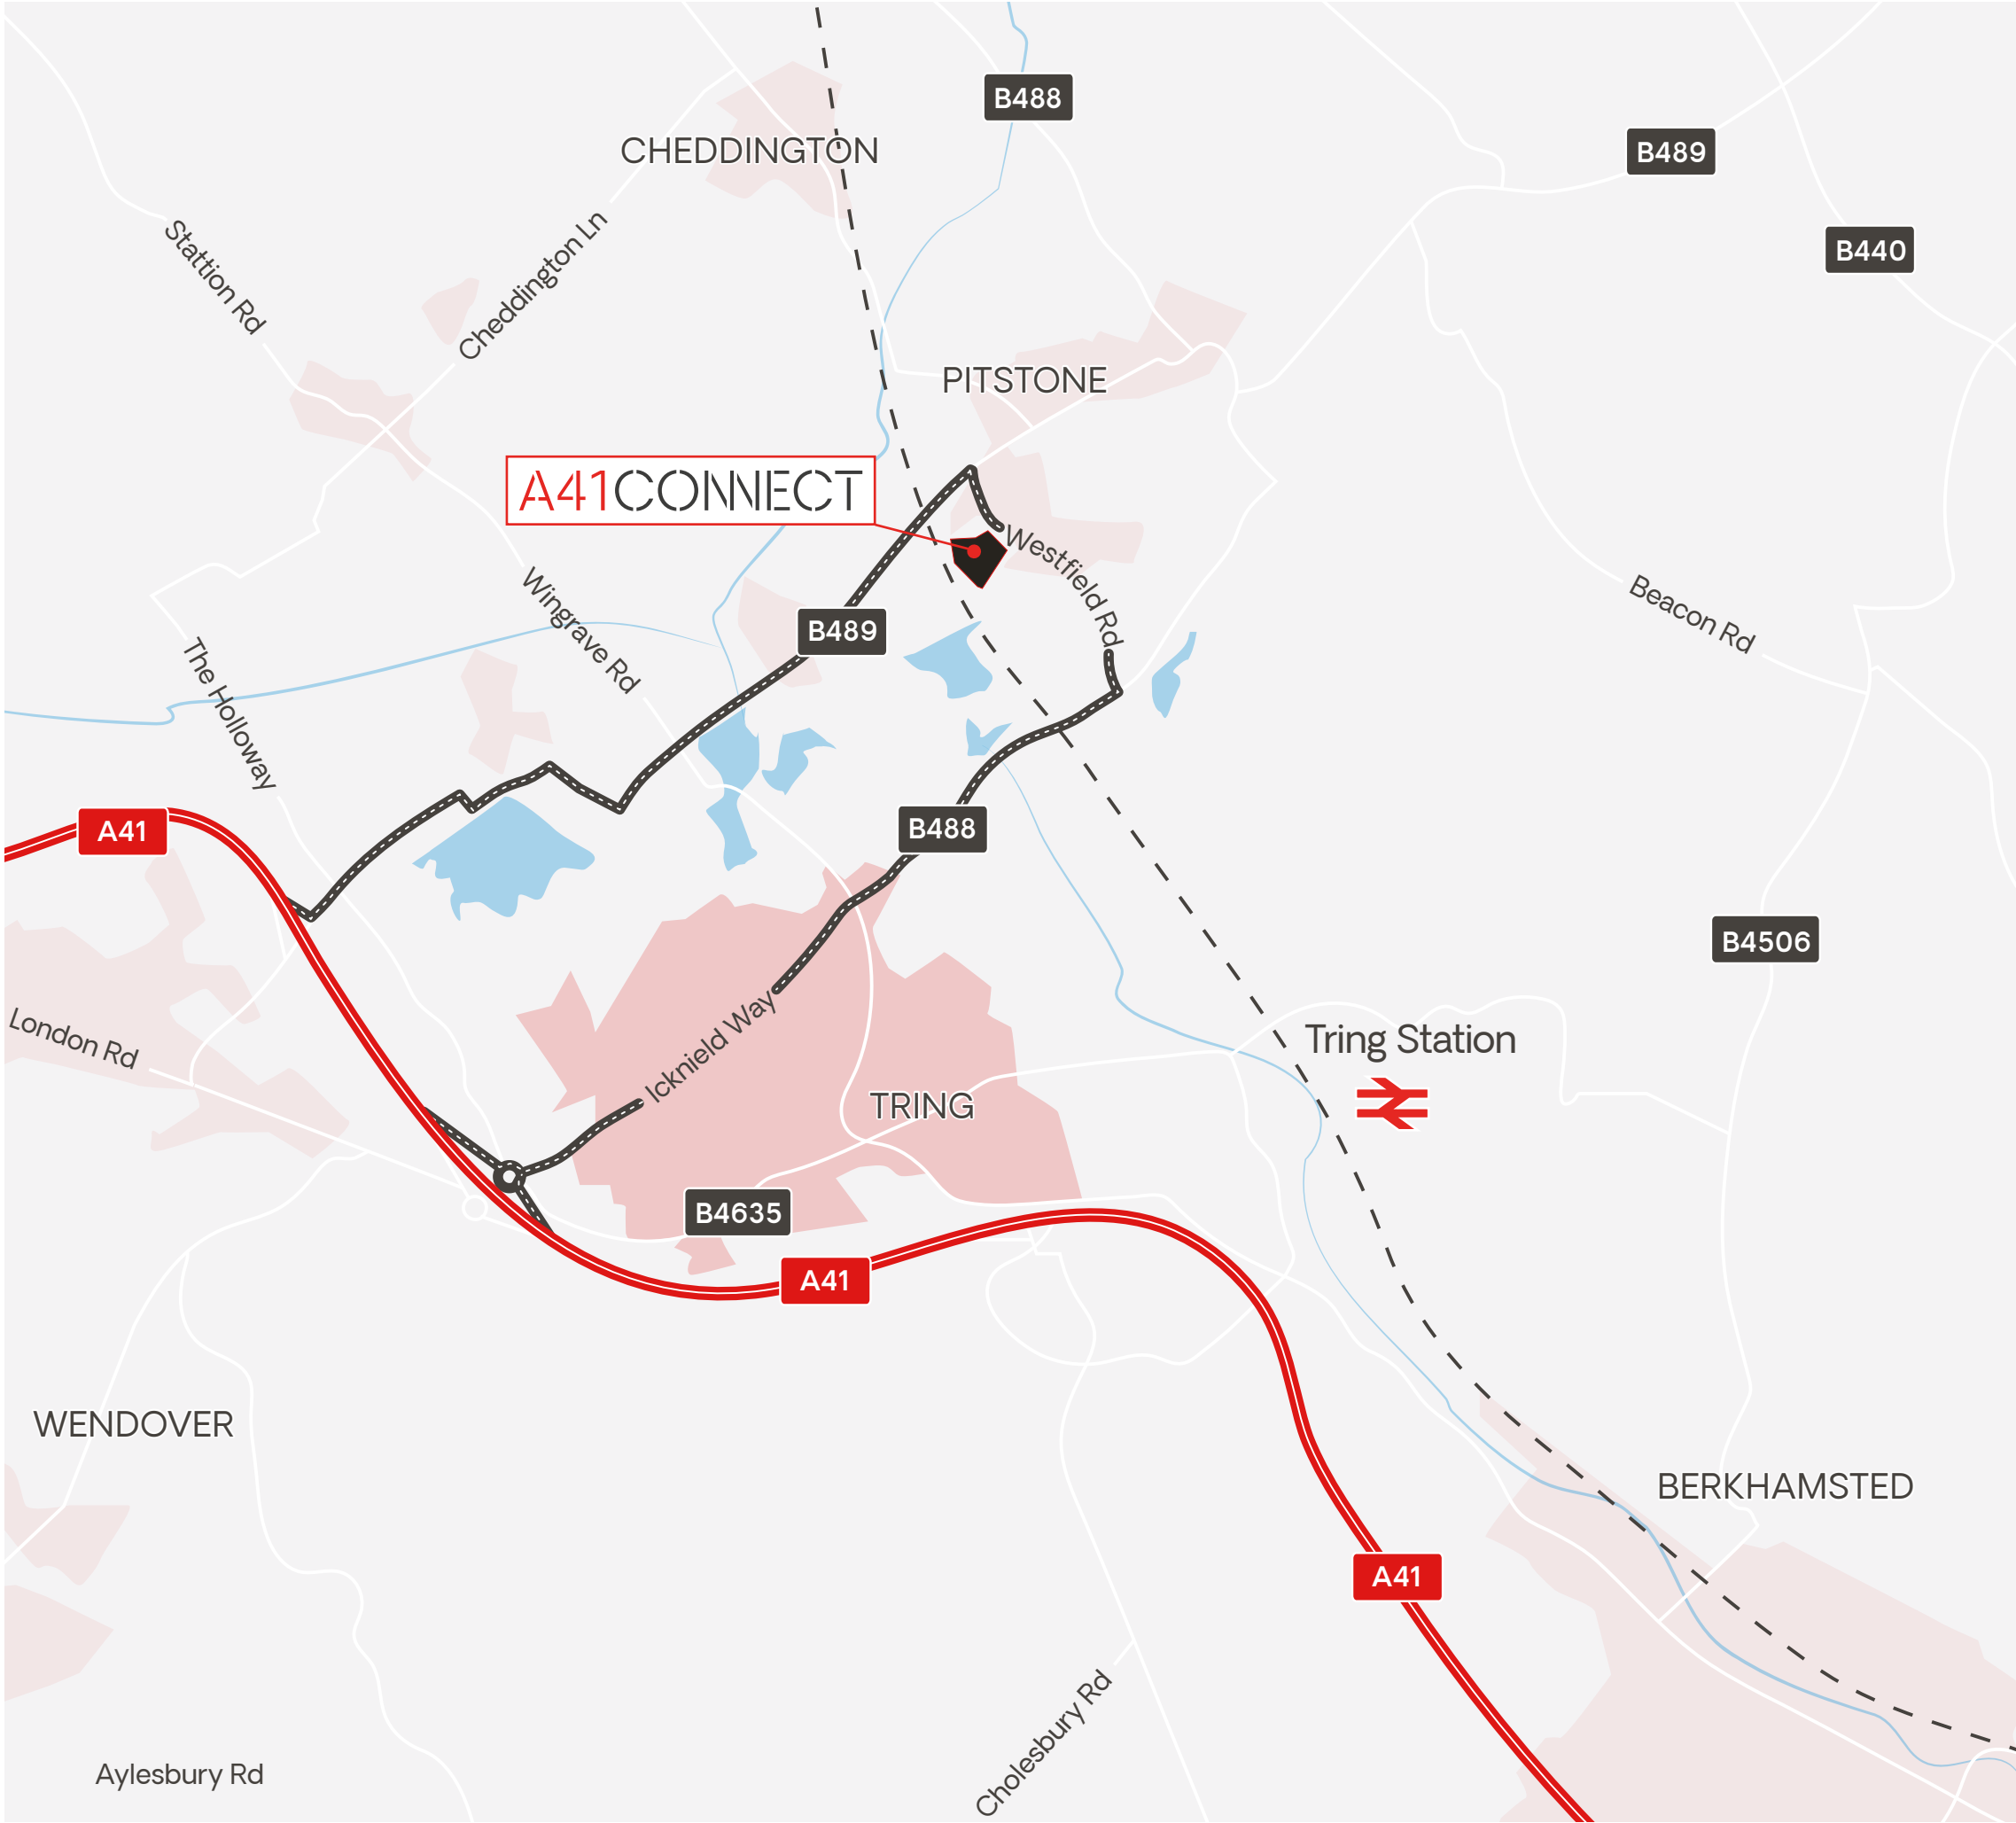 B488
CHEDDINGTON
B489
Stattion Rd
Cheddington Ln
B440
PITSTONE
A41CONNECT
Westfield Rd
Wingrave Rd
B489
Beacon Rd
The Holloway
A41
B488
B4506
London Rd
Icknield Way
Tring Station
TRING
B4635
A41
WENDOVER
BERKHAMSTED
A41
Cholesbury Rd
Aylesbury Rd